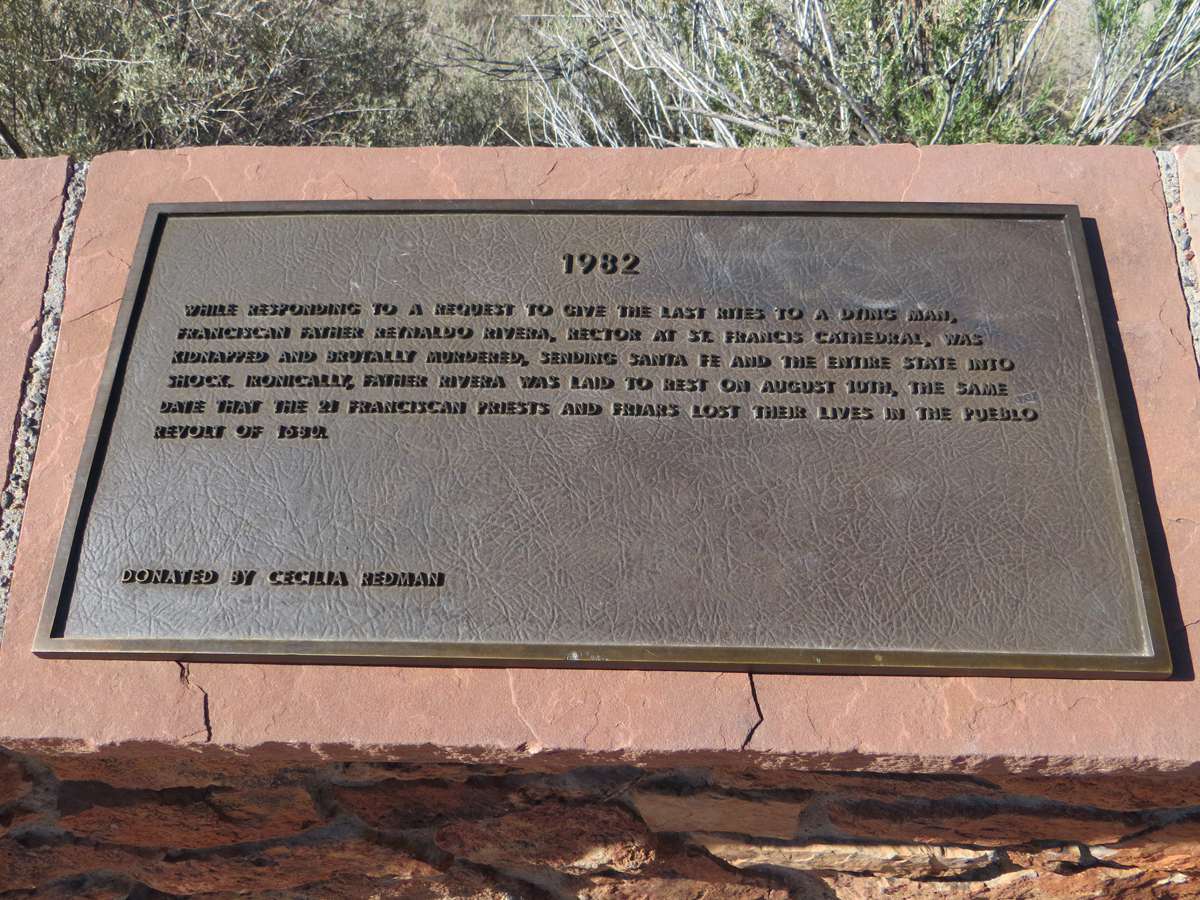 1982
WHILE RESPONDING TO A REQUEST TO GIVE THE LAST RITES TO A DYING MAN,
FRANCISCAN FATHER REYNALDO RIVERA, RECTOR AT ST. FRANCIS CATHEDRAL, WAS
KIDNAPPED AND BRUTALLY MURDERED, SENDING SANTA FE AND THE ENTIRE STATE INTO
SHOCK. IRONICALLY, FATHER RIVERA WAS LAID TO REST ON AUGUST 10TH, THE SAME
DATE THAT THE 21 FRANCISCAN PRIESTS AND FRIARS LOST THEIR LIVES IN THE PUEBLO
REVOLT OF 1680.
DONATED BY CECILIA REDMAN